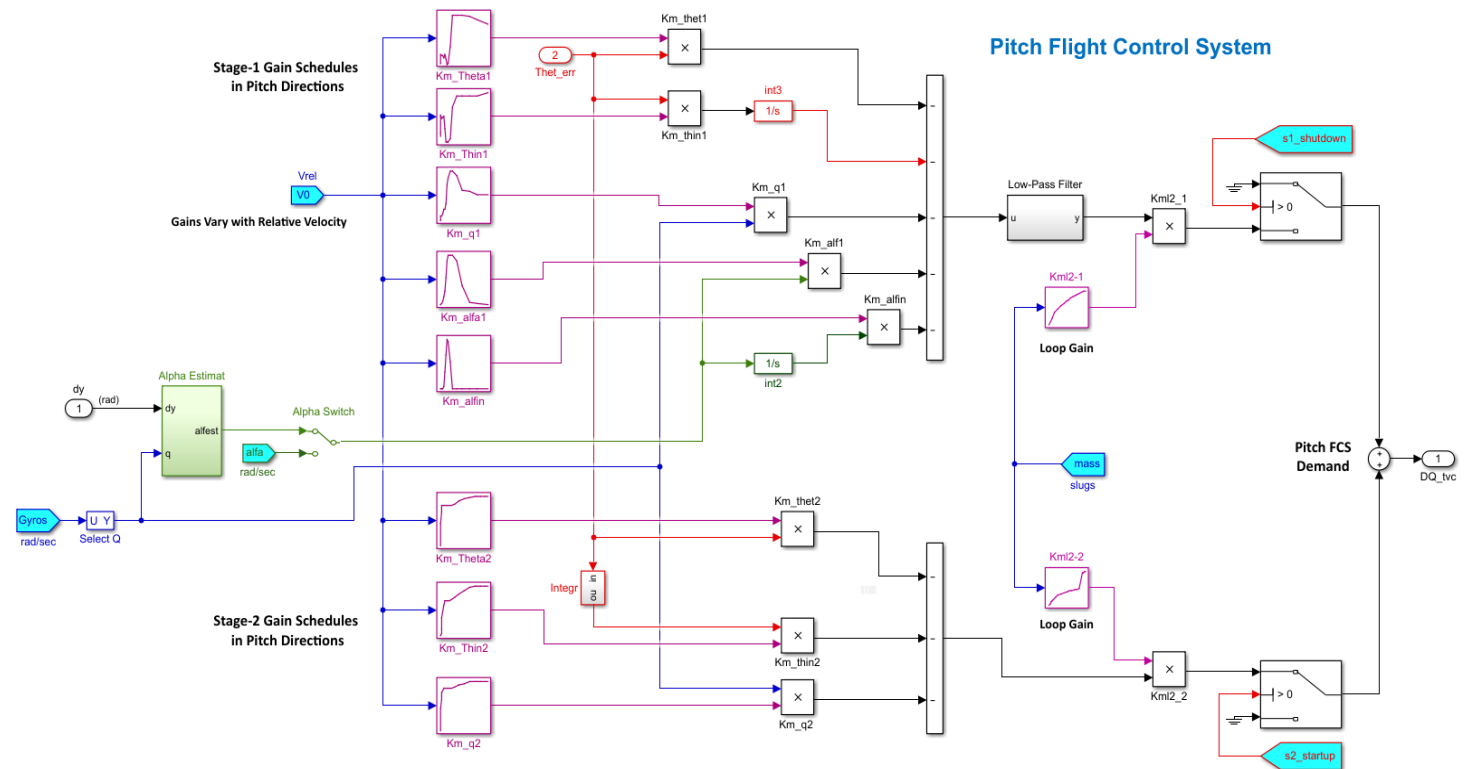 Pitch Flight Control System
Stage-1 Gain Schedules
in Pitch Directions
Km_Theta1
2
Thet_err
Km_thet1
×
Km_Thin1
×
Km_thin1
int3
1/s
Vrel
V0
Gains Vary with Relative Velocity
Km_q1
Km_q1
×
Km_alfa1
Km_alf1
×
Km_alfin
Km_alfin
×
1/s
int2
−
−
−
−
−
Low-Pass Filter
u
y
Kml2_1
×
s1_shutdown
> 0
Kml2-1
Loop Gain
dy
1
(rad)
Alpha Estimat
dy
alfest
q
Alpha Switch
alfa
rad/sec
Gyros
rad/sec
U Y
Select Q
mass
slugs
Pitch FCS
Demand
+
+
1
DQ_tvc
Km_Theta2
Km_thet2
×
Integr
in
ou
Stage-2 Gain Schedules
in Pitch Directions
Km_Thin2
×
Km_thin2
Km_q2
×
Km_q2
−
−
−
Kml2-2
Loop Gain
×
Kml2_2
> 0
s2_startup